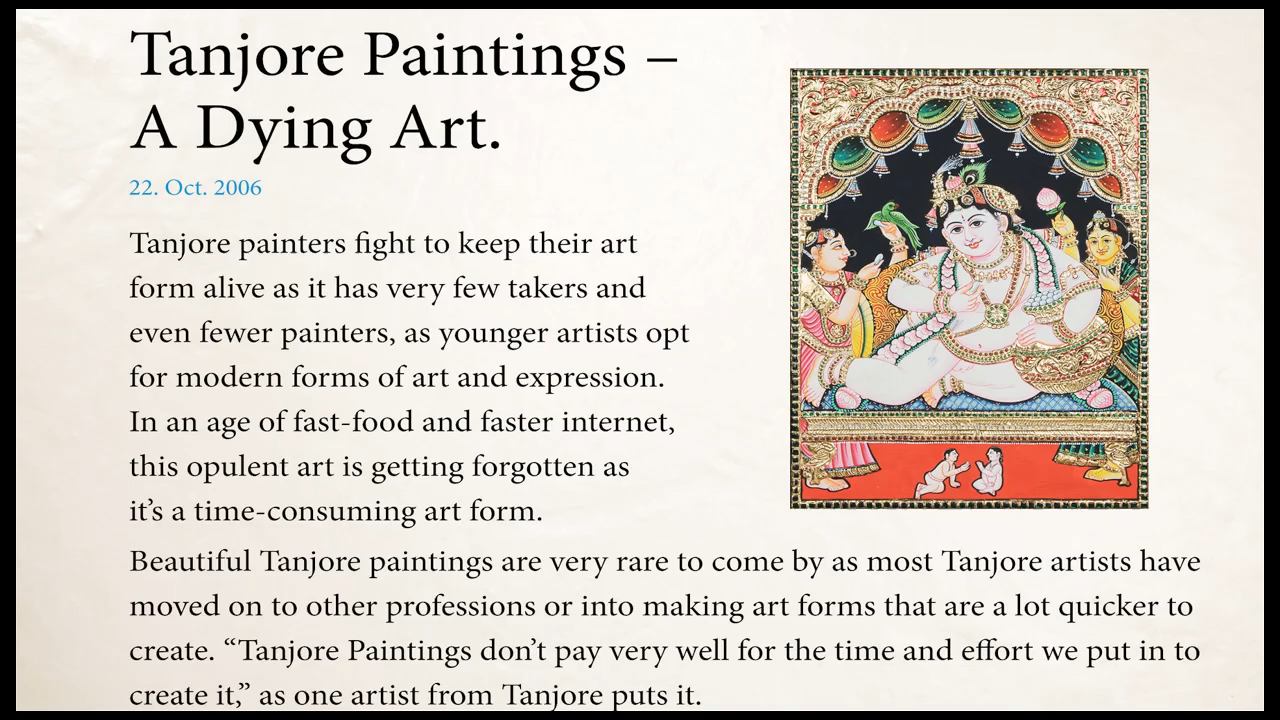 Tanjore Paintings –
A Dying Art.
22. Oct. 2006
Tanjore painters fight to keep their art
form alive as it has very few takers and
even fewer painters, as younger artists opt
for modern forms of art and expression.
In an age of fast-food and faster internet,
this opulent art is getting forgotten as
it’s a time-consuming art form.
Beautiful Tanjore paintings are very rare to come by as most Tanjore artists have
moved on to other professions or into making art forms that are a lot quicker to
create. “Tanjore Paintings don’t pay very well for the time and effort we put in to
create it,” as one artist from Tanjore puts it.